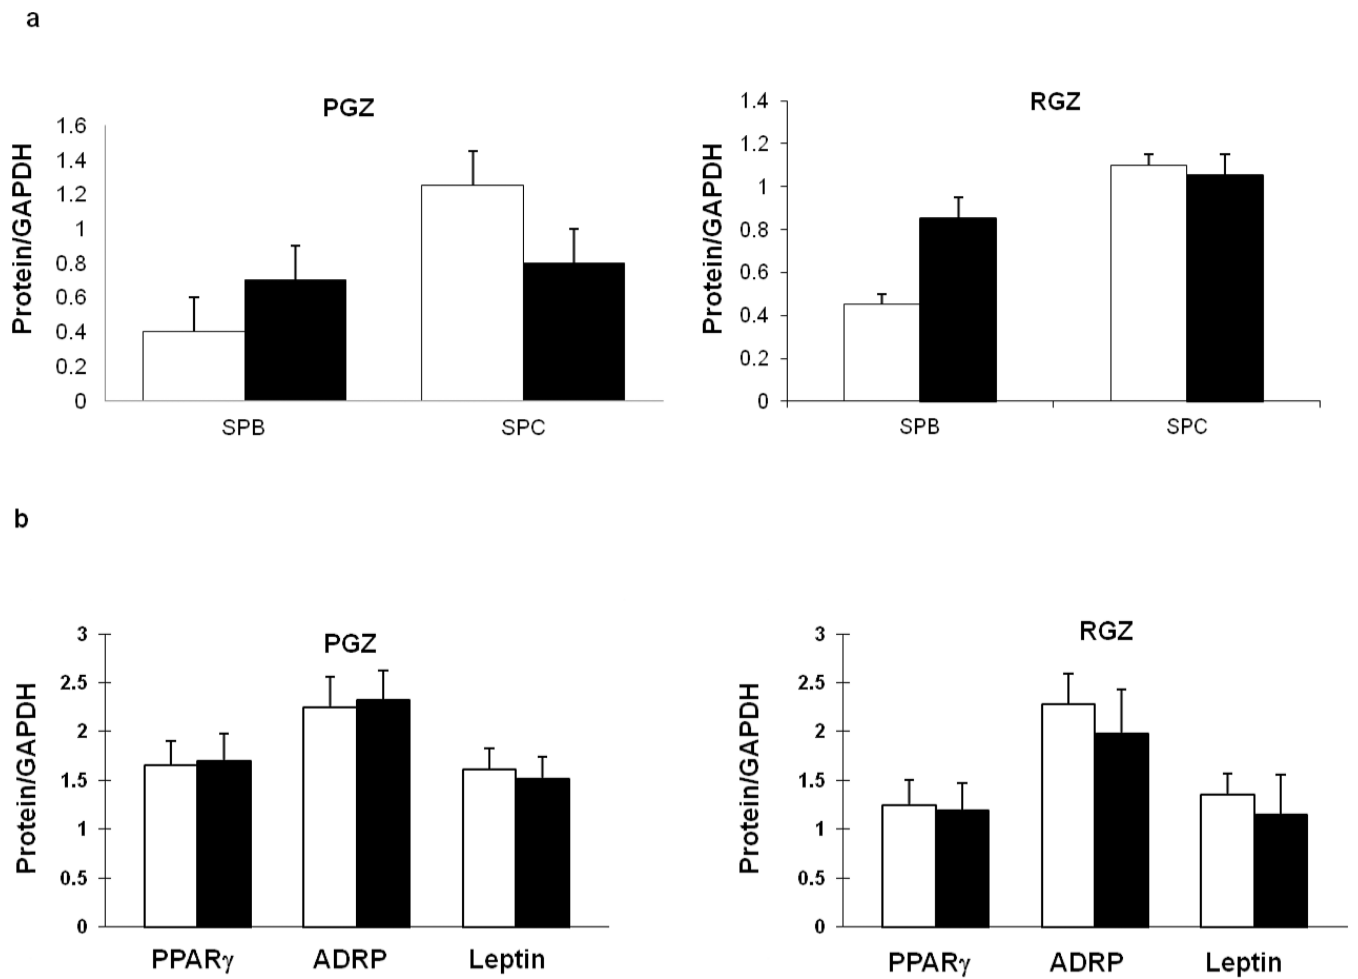 a
PGZ
Protein/GAPDH
1.6
1.4
1.2
1
0.8
0.6
0.4
0.2
0
SPB SPC
RGZ
Protein/GAPDH
1.4
1.2
1
0.8
0.6
0.4
0.2
0
SPB SPC
b
PGZ
Protein/GAPDH
3
2.5
2
1.5
1
0.5
0
PPARγ ADRP Leptin
RGZ
Protein/GAPDH
3
2.5
2
1.5
1
0.5
0
PPARγ ADRP Leptin